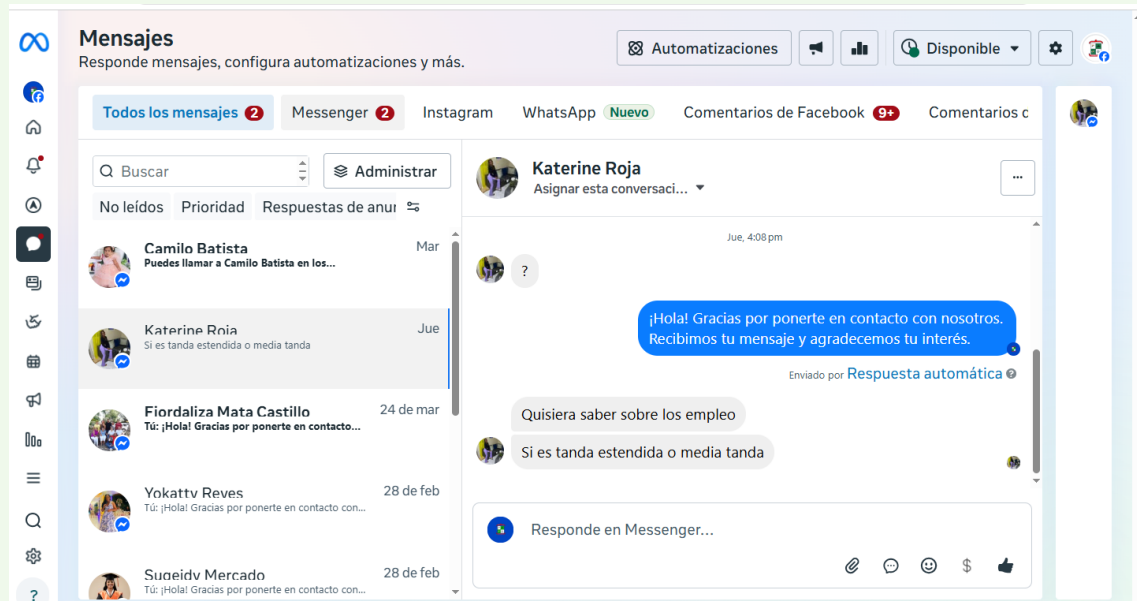 Mensajes
Responde mensajes, configura automatizaciones y más.
Automatizaciones
Disponible
Todos los mensajes 2
Messenger 2
Instagram
WhatsApp Nuevo
Comentarios de Facebook 9+
Comentarios c
Buscar
Administrar
No leídos
Prioridad
Respuestas de anur
Camilo Batista
Mar
Puedes llamar a Camilo Batista en los...
Katerine Roja
Jue
Si es tanda estendida o media tanda
Fiordaliza Mata Castillo
24 de mar
Tú: ¡Hola! Gracias por ponerte en contacto...
Yokatty Reyes
28 de feb
Tú: ¡Hola! Gracias por ponerte en contacto con...
Sugeidy Mercado
28 de feb
Tú: ¡Hola! Gracias por ponerte en contacto con...
?
Katerine Roja
Asignar esta conversaci...
...
Jue, 4:08 pm
?
¡Hola! Gracias por ponerte en contacto con nosotros.
Recibimos tu mensaje y agradecemos tu interés.
Enviado por Respuesta automática
Quisiera saber sobre los empleo
Si es tanda estendida o media tanda
Responde en Messenger...
$